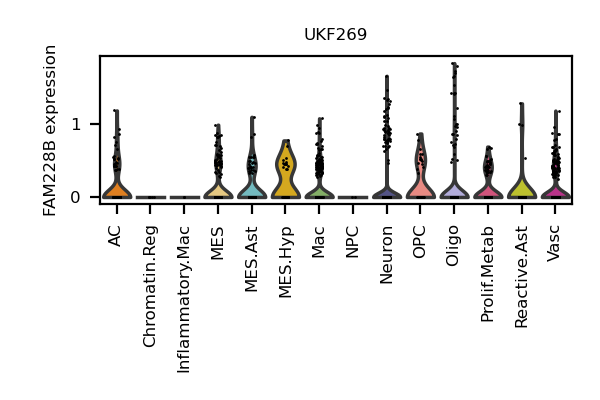 UKF269
FAM228B expression
1
0
AC
Chromatin.Reg
Inflammatory.Mac
MES
MES.Ast
MES.Hyp
Mac
NPC
Neuron
OPC
Oligo
Prolif.Metab
Reactive.Ast
Vasc